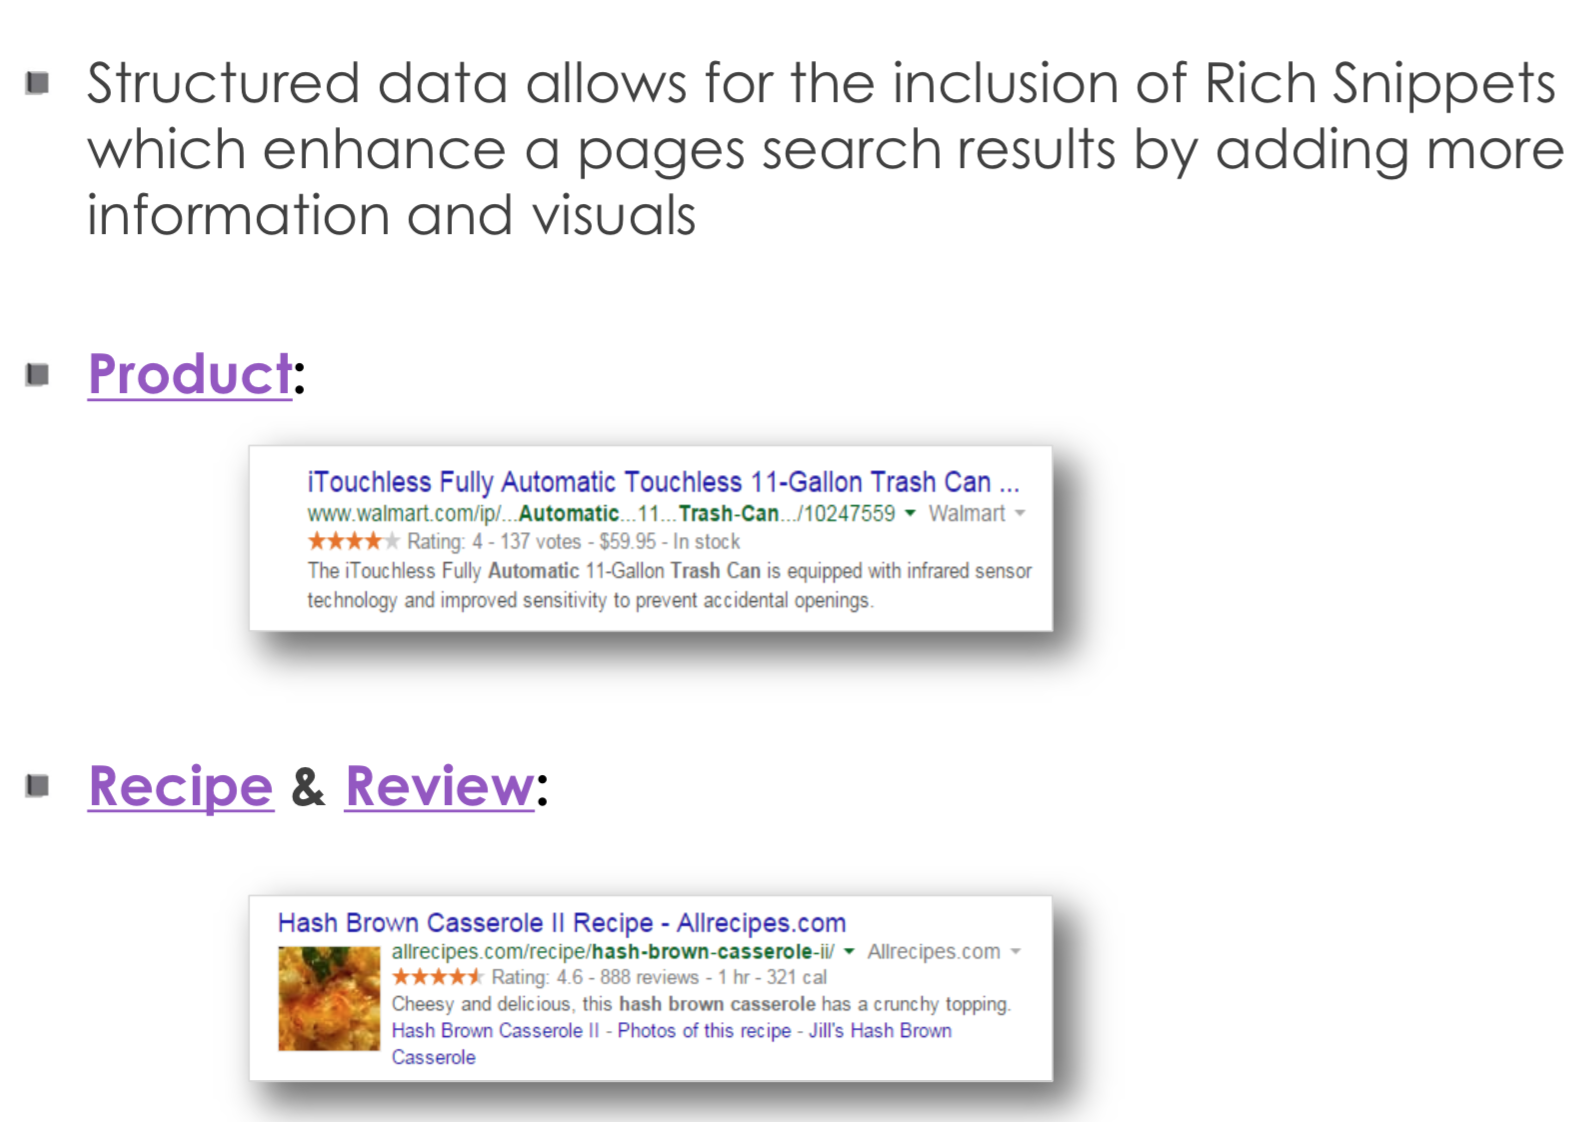 Structured data allows for the inclusion of Rich Snippets
which enhance a pages search results by adding more
information and visuals
Product:
iTouchless Fully Automatic Touchless 11-Gallon Trash Can ...
www.walmart.com/ip/...Automatic...11...Trash-Can.../10247559 ▾ Walmart ▾
Rating: 4 - 137 votes - $59.95 - In stock
The iTouchless Fully Automatic 11-Gallon Trash Can is equipped with infrared sensor
technology and improved sensitivity to prevent accidental openings.
Recipe & Review:
Hash Brown Casserole II Recipe - Allrecipes.com
allrecipes.com/recipe/hash-brown-casserole-ii/ ▾ Allrecipes.com ▾
Rating: 4.6 - 888 reviews - 1 hr - 321 cal
Cheesy and delicious, this hash brown casserole has a crunchy topping.
Hash Brown Casserole II - Photos of this recipe - Jill's Hash Brown
Casserole